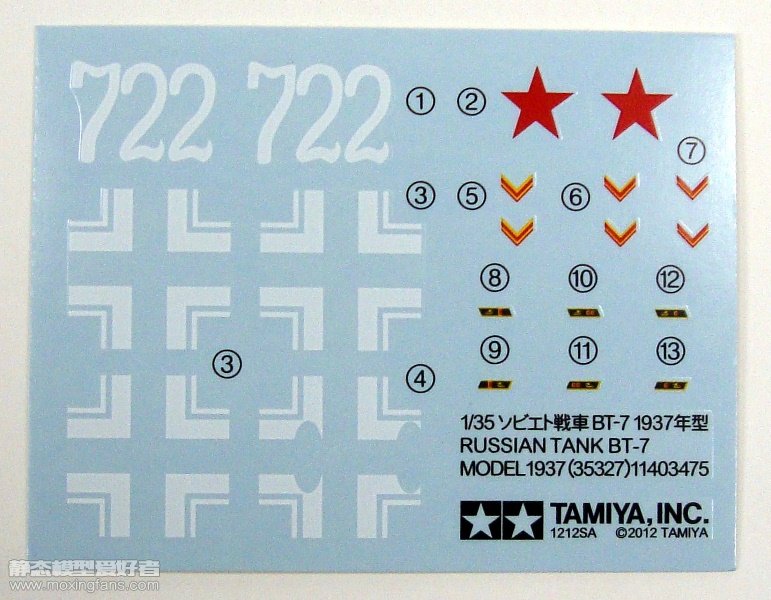 722 722 ① ② ⑦
③ ⑤ ⑥
⑧ ⑩ ⑫
③ ④ ⑨ ⑪ ⑬
1/35 ソビエト戦車 BT-7 1937年型
RUSSIAN TANK BT-7
MODEL1937 (35327)11403475
TAMIYA, INC.
1212SA ©2012 TAMIYA
静态模型爱好者
www.moxingfans.com